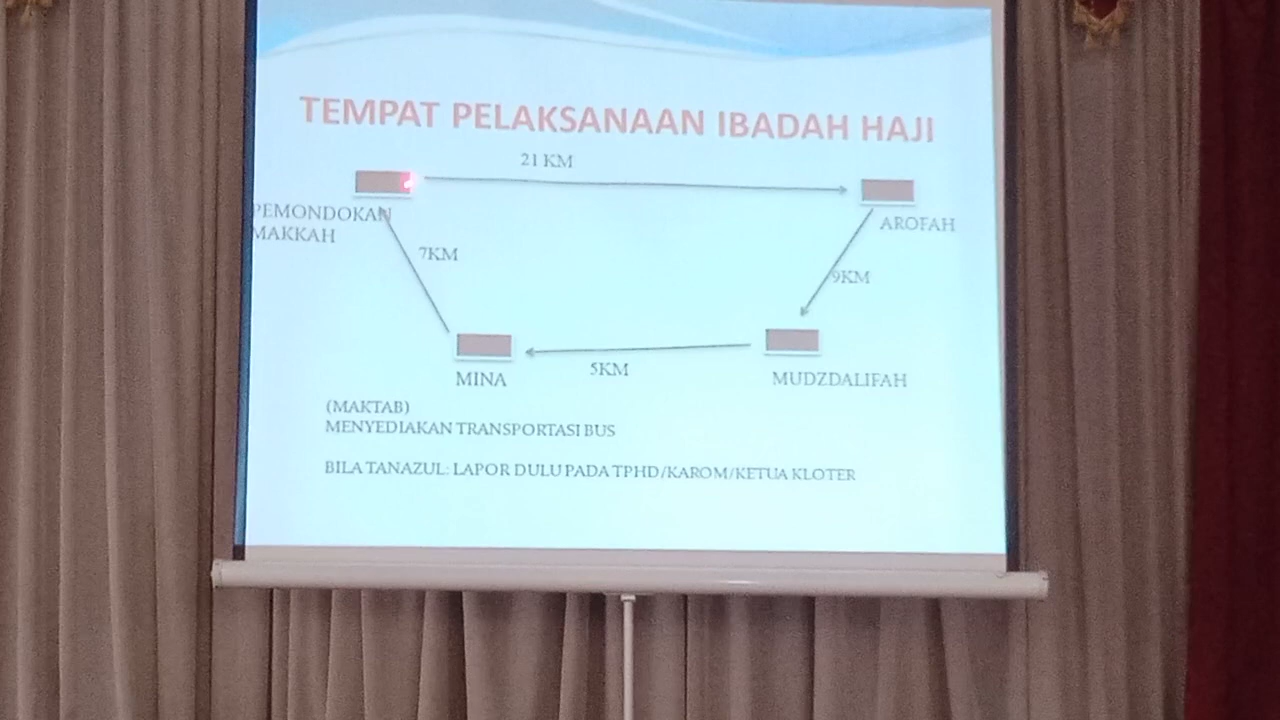 TEMPAT PELAKSANAAN IBADAH HAJI
21 KM
PEMONDOKAN
MAKKAH
AROFAH
7KM
9KM
5KM
MINA
MUDZDALIFAH
(MAKTAB)
MENYEDIAKAN TRANSPORTASI BUS
BILA TANAZUL: LAPOR DULU PADA TPHD/KAROM/KETUA KLOTER